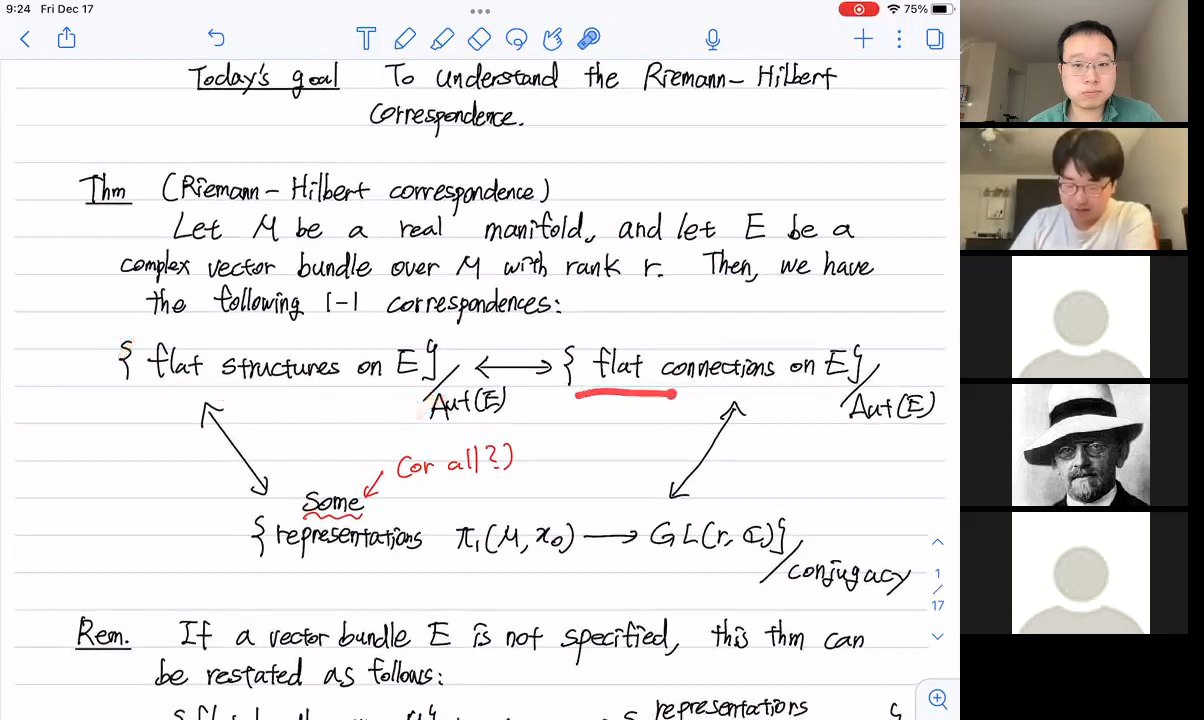 9:24 Fri Dec 17
75%
Today's goal To understand the Riemann-Hilbert
correspondence.
Thm (Riemann-Hilbert correspondence)
Let M be a real manifold, and let E be a
complex vector bundle over M with rank r. Then, we have
the following 1-1 correspondences:
{ flat structures on E}/Aut(E) ⟷ { flat connections on E}/Aut(E)
(or all?)
Some
{ representations π₁(M, x₀) ⟶ GL(r, ℂ)}/conjugacy
1
/
17
Rem. If a vector bundle E is not specified, this thm can
be restated as follows:
representations